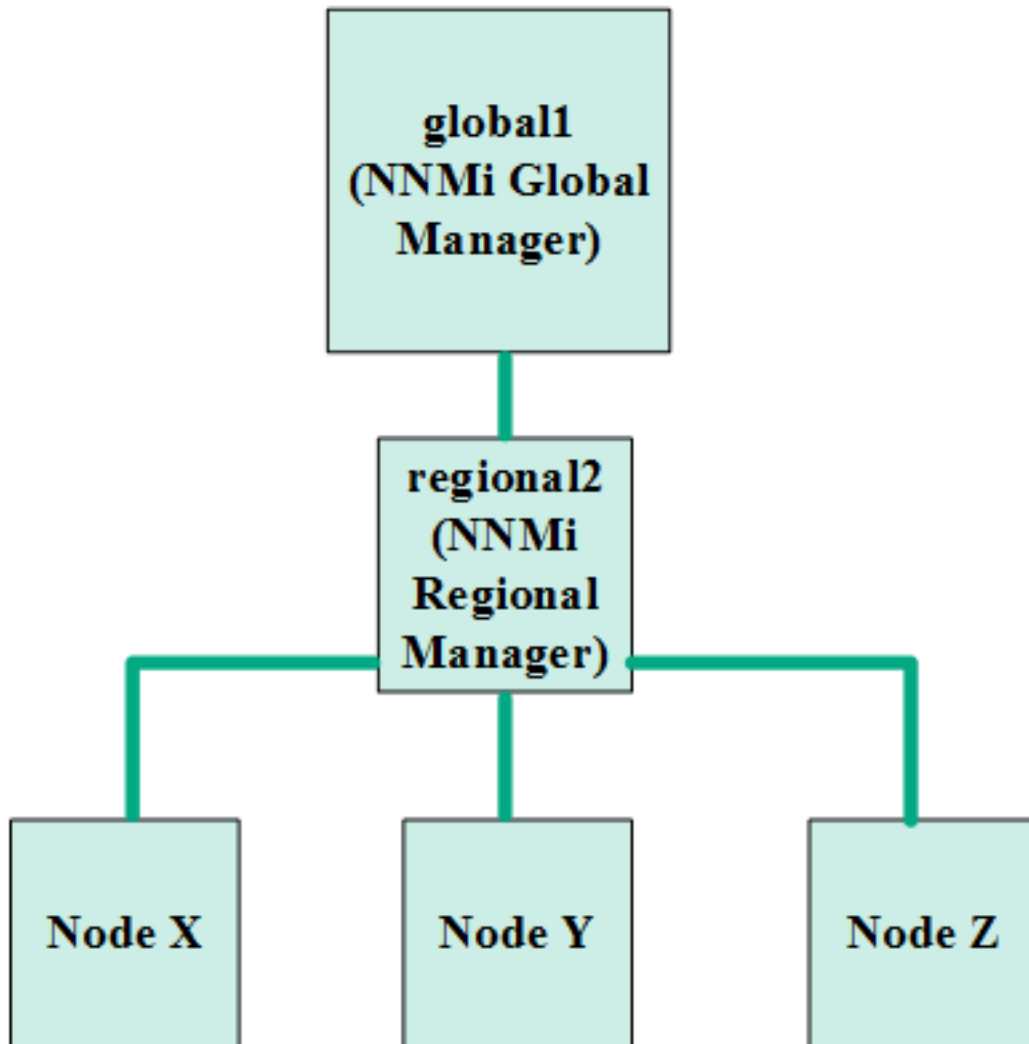 global1
(NNMi Global
Manager)
regional2
(NNMi
Regional
Manager)
Node X
Node Y
Node Z